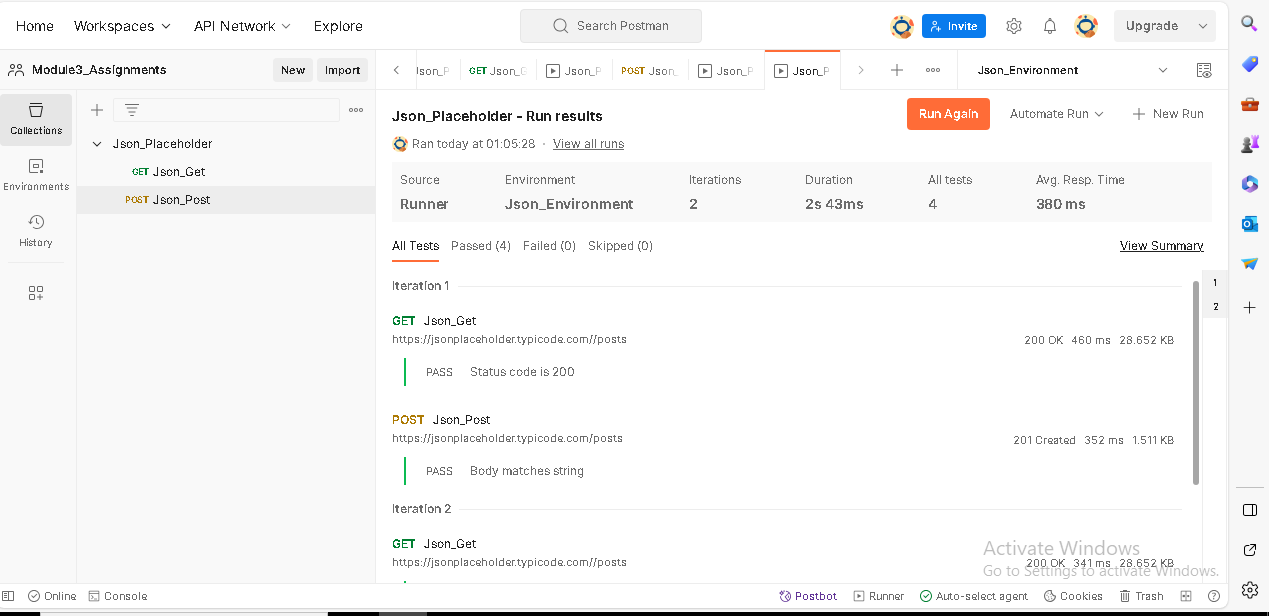 Home Workspaces API Network Explore Search Postman Invite Upgrade
Module3_Assignments New Import
Json_P GET Json_G Json_P POST Json_ Json_P Json_P Json_Environment
Collections
Environments
History
Json_Placeholder
GET Json_Get
POST Json_Post
Json_Placeholder - Run results
Run Again Automate Run New Run
Ran today at 01:05:28 · View all runs
Source Environment Iterations Duration All tests Avg. Resp. Time
Runner Json_Environment 2 2s 43ms 4 380 ms
All Tests Passed (4) Failed (0) Skipped (0) View Summary
Iteration 1
1
2
GET Json_Get
https://jsonplaceholder.typicode.com//posts
200 OK 460 ms 28.652 KB
PASS Status code is 200
POST Json_Post
https://jsonplaceholder.typicode.com/posts
201 Created 352 ms 1.511 KB
PASS Body matches string
Iteration 2
GET Json_Get
https://jsonplaceholder.typicode.com//posts
200 OK 341 ms 28.652 KB
Activate Windows
Go to Settings to activate Windows.
Online Console Postbot Runner Auto-select agent Cookies Trash